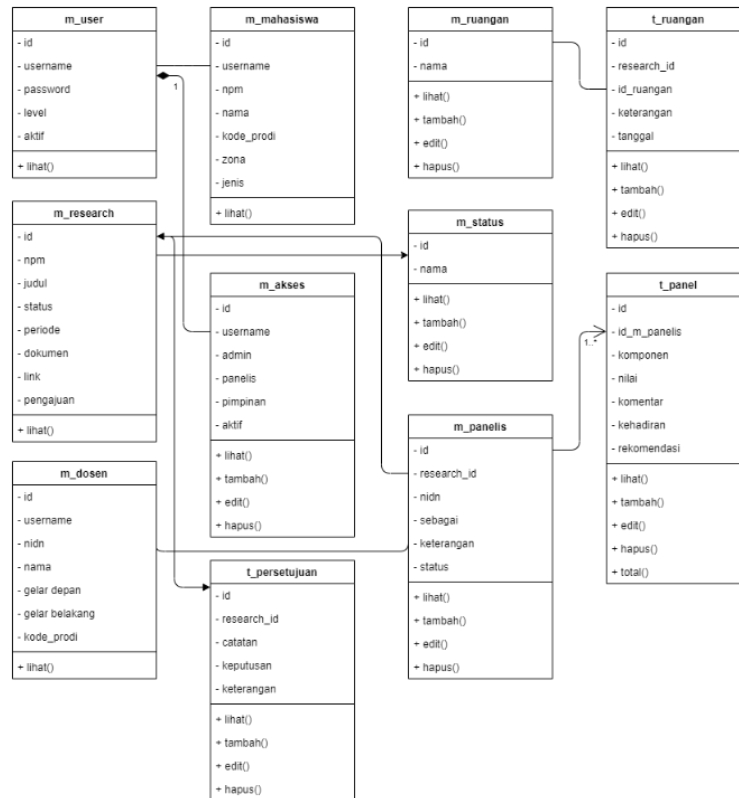 m_user
- id
- username
- password
- level
- aktif
+ lihat()
m_mahasiswa
- id
- username
- npm
- nama
- kode_prodi
- zona
- jenis
+ lihat()
m_ruangan
- id
- nama
+ lihat()
+ tambah()
+ edit()
+ hapus()
t_ruangan
- id
- research_id
- id_ruangan
- keterangan
- tanggal
+ lihat()
+ tambah()
+ edit()
+ hapus()
1
m_research
- id
- npm
- judul
- status
- periode
- dokumen
- link
- pengajuan
+ lihat()
m_akses
- id
- username
- admin
- panelis
- pimpinan
- aktif
+ lihat()
+ tambah()
+ edit()
+ hapus()
m_status
- id
- nama
+ lihat()
+ tambah()
+ edit()
+ hapus()
t_panel
- id
- id_m_panelis
- komponen
- nilai
- komentar
- kehadiran
- rekomendasi
+ lihat()
+ tambah()
+ edit()
+ hapus()
+ total()
1..*
m_dosen
- id
- username
- nidn
- nama
- gelar depan
- gelar belakang
- kode_prodi
+ lihat()
t_persetujuan
- id
- research_id
- catatan
- keputusan
- keterangan
+ lihat()
+ tambah()
+ edit()
+ hapus()
m_panelis
- id
- research_id
- nidn
- sebagai
- keterangan
- status
+ lihat()
+ tambah()
+ edit()
+ hapus()